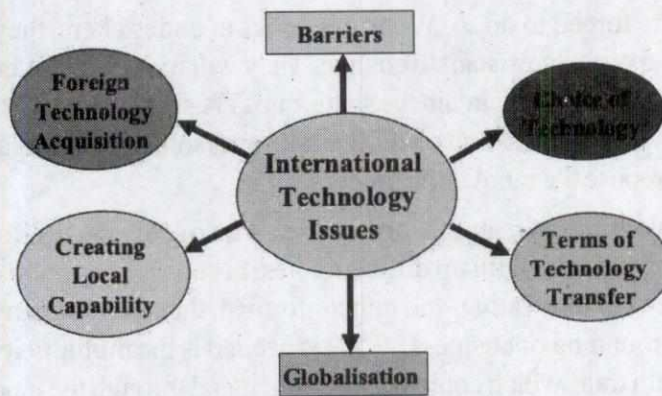 Barriers
Foreign
Technology
Acquisition
Choice of
Technology
International
Technology
Issues
Creating
Local
Capability
Terms of
Technology
Transfer
Globalisation